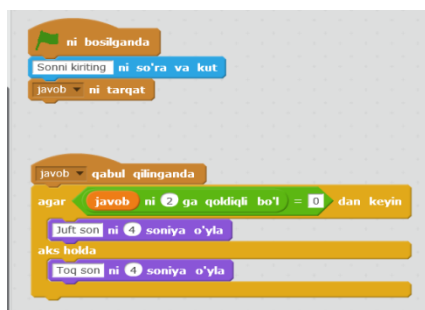 ni bosilganda
Sonni kiriting ni so'ra va kut
javob ni tarqat
javob qabul qilinganda
agar javob ni 2 ga qoldiqli bo'l = 0 dan keyin
Juft son ni 4 soniya o'yla
aks holda
Toq son ni 4 soniya o'yla